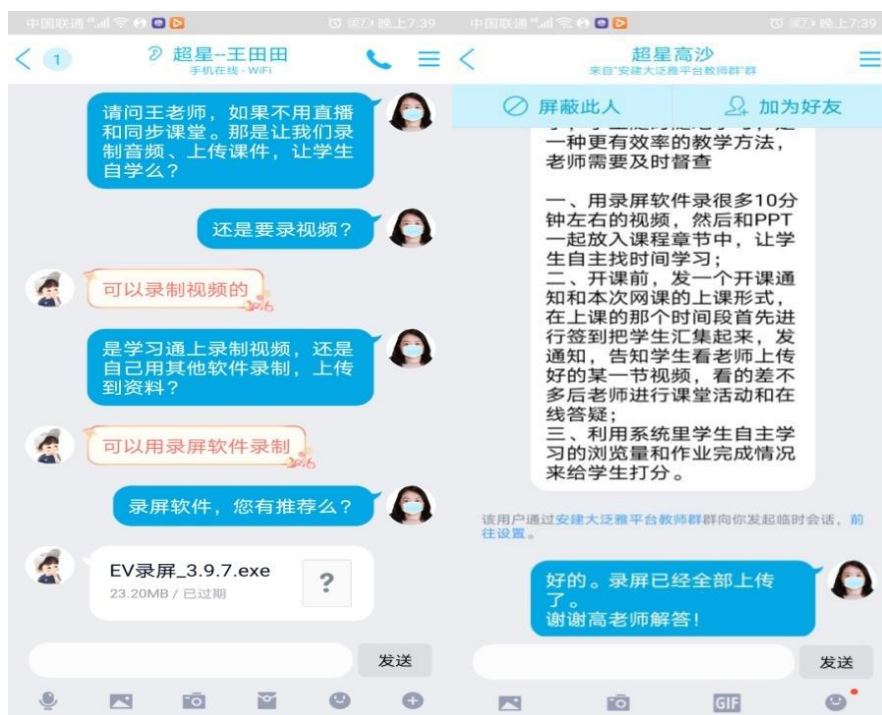 中国联通
晚上7:39
1
超星--王田田
手机在线 - WiFi
请问王老师，如果不用直播
和同步课堂。那是让我们录
制音频、上传课件，让学生
自学么？
还是要录视频？
可以录制视频的
是学习通上录制视频，还是
自己用其他软件录制，上传
到资料？
可以用录屏软件录制
录屏软件，您有推荐么？
EV录屏_3.9.7.exe
23.20MB / 已过期
?
发送
中国联通
晚上7:39
超星高沙
来自"安建大泛雅平台教师群"群
屏蔽此人
加为好友
一种更有效率的教学方法，
老师需要及时督查
一、用录屏软件录很多10分
钟左右的视频，然后和PPT
一起放入课程章节中，让学
生自主找时间学习；
二、开课前，发一个开课通
知和本次网课的上课形式，
在上课的那个时间段首先进
行签到把学生汇集起来，发
通知，告知学生看老师上传
好的某一节视频，看的差不
多后老师进行课堂活动和在
线答疑；
三、利用系统里学生自主学
习的浏览量和作业完成情况
来给学生打分。
该用户通过安建大泛雅平台教师群群向你发起临时会话，前
往设置。
好的。录屏已经全部上传
了。
谢谢高老师解答！
发送
GIF